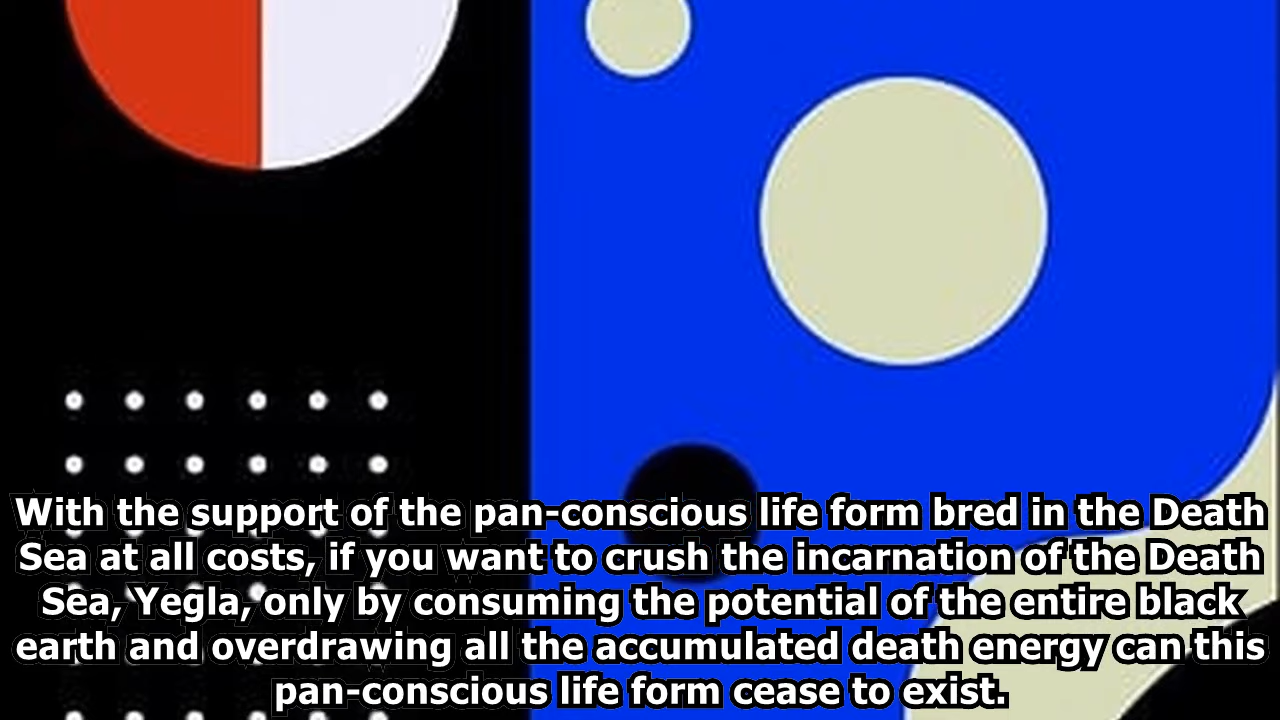 With the support of the pan-conscious life form bred in the Death
Sea at all costs, if you want to crush the incarnation of the Death
Sea, Yegla, only by consuming the potential of the entire black
earth and overdrawing all the accumulated death energy can this
pan-conscious life form cease to exist.